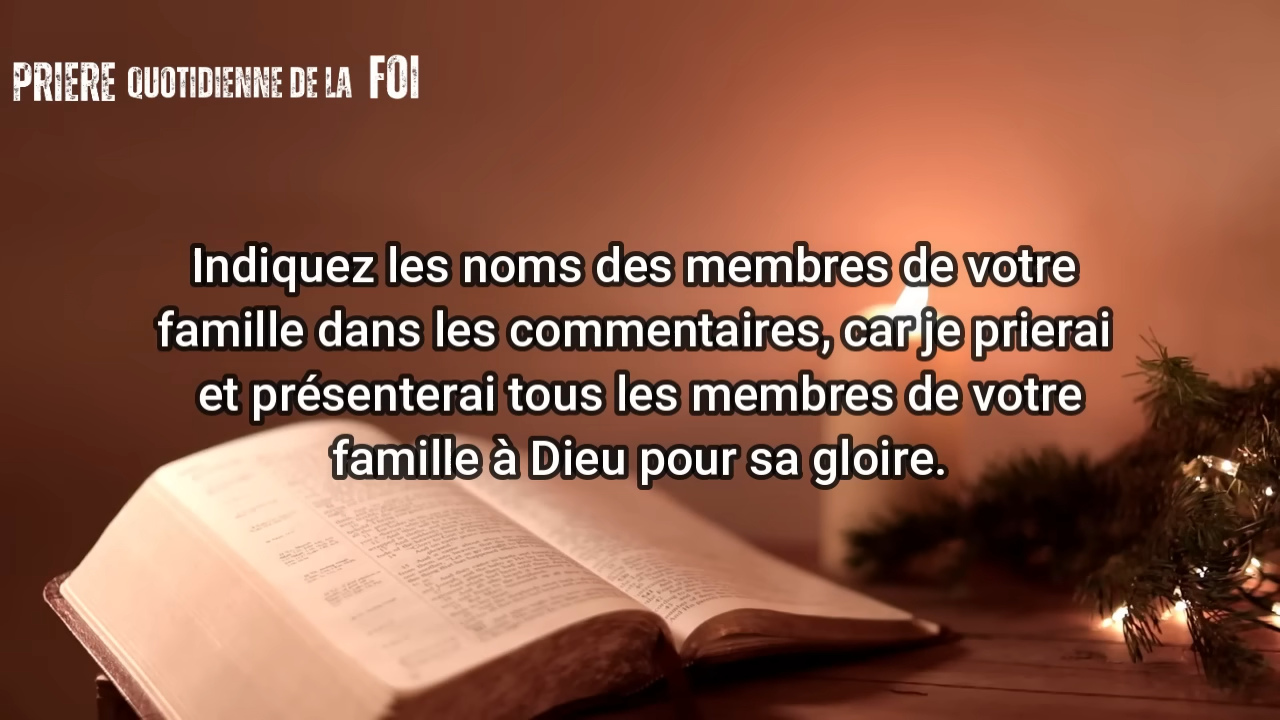 PRIERE QUOTIDIENNE DE LA FOI
Indiquez les noms des membres de votre
famille dans les commentaires, car je prierai
et présenterai tous les membres de votre
famille à Dieu pour sa gloire.